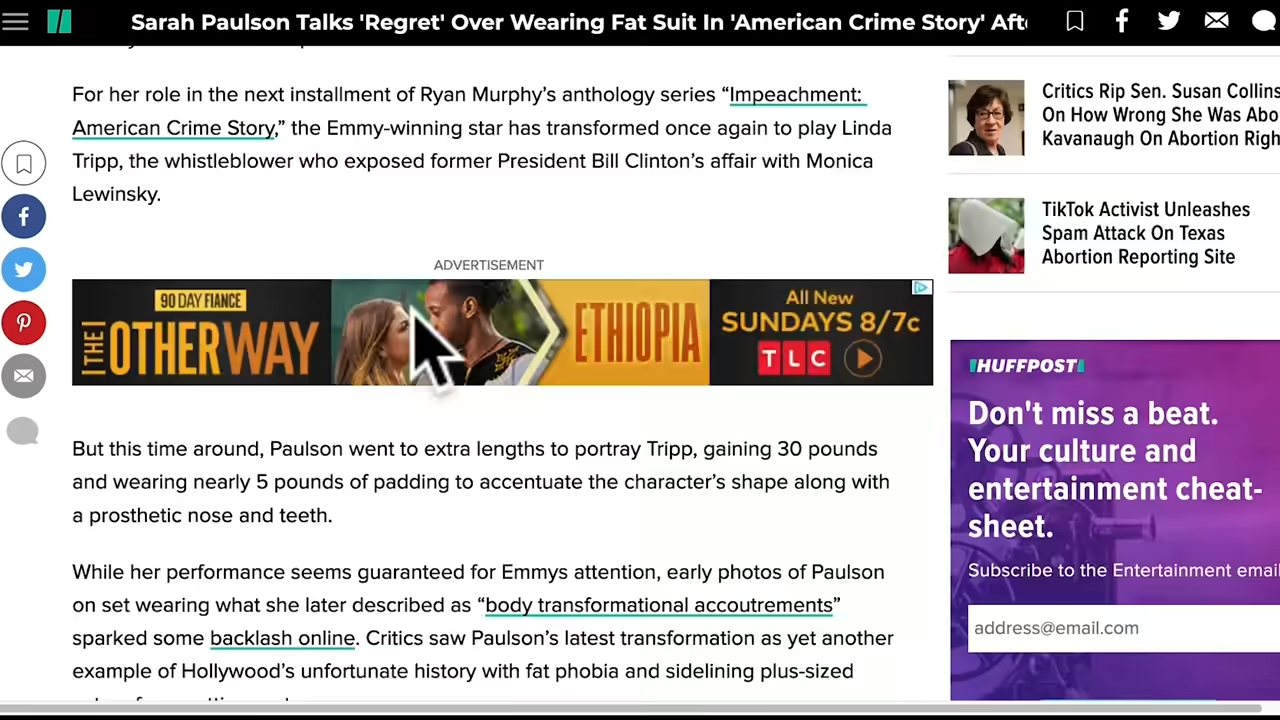 Sarah Paulson Talks 'Regret' Over Wearing Fat Suit In 'American Crime Story'
For her role in the next installment of Ryan Murphy’s anthology series “Impeachment:
American Crime Story,” the Emmy-winning star has transformed once again to play Linda
Tripp, the whistleblower who exposed former President Bill Clinton’s affair with Monica
Lewinsky.
ADVERTISEMENT
90 DAY FIANCE
THE OTHER WAY
ETHIOPIA
All New
SUNDAYS 8/7c
TLC
But this time around, Paulson went to extra lengths to portray Tripp, gaining 30 pounds
and wearing nearly 5 pounds of padding to accentuate the character’s shape along with
a prosthetic nose and teeth.
While her performance seems guaranteed for Emmys attention, early photos of Paulson
on set wearing what she later described as “body transformational accoutrements”
sparked some backlash online. Critics saw Paulson’s latest transformation as yet another
example of Hollywood’s unfortunate history with fat phobia and sidelining plus-sized
Critics Rip Sen. Susan Collins
On How Wrong She Was Abo
Kavanaugh On Abortion Righ
TikTok Activist Unleashes
Spam Attack On Texas
Abortion Reporting Site
HUFFPOST
Don't miss a beat.
Your culture and
entertainment cheat-
sheet.
Subscribe to the Entertainment emai
address@email.com